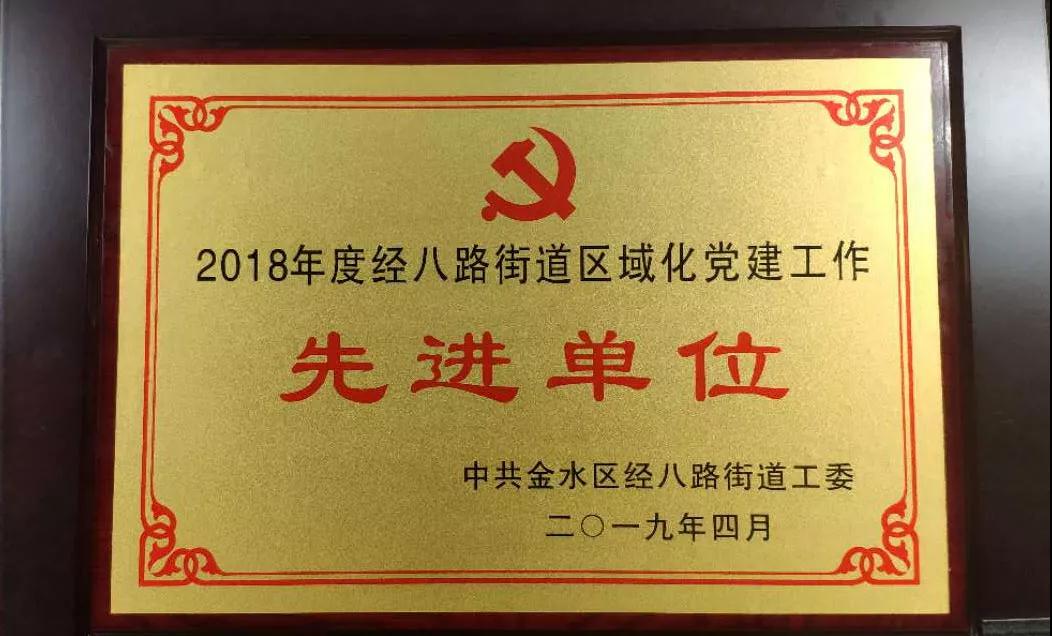 2018年度经八路街道区域化党建工作
先进单位
中共金水区经八路街道工委
二〇一九年四月